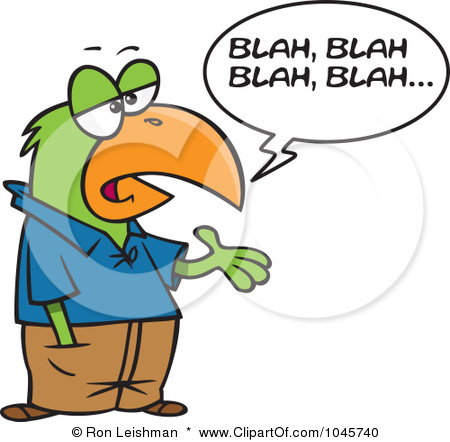 BLAH, BLAH
BLAH, BLAH...
© Ron Leishman * www.ClipartOf.com/1045740